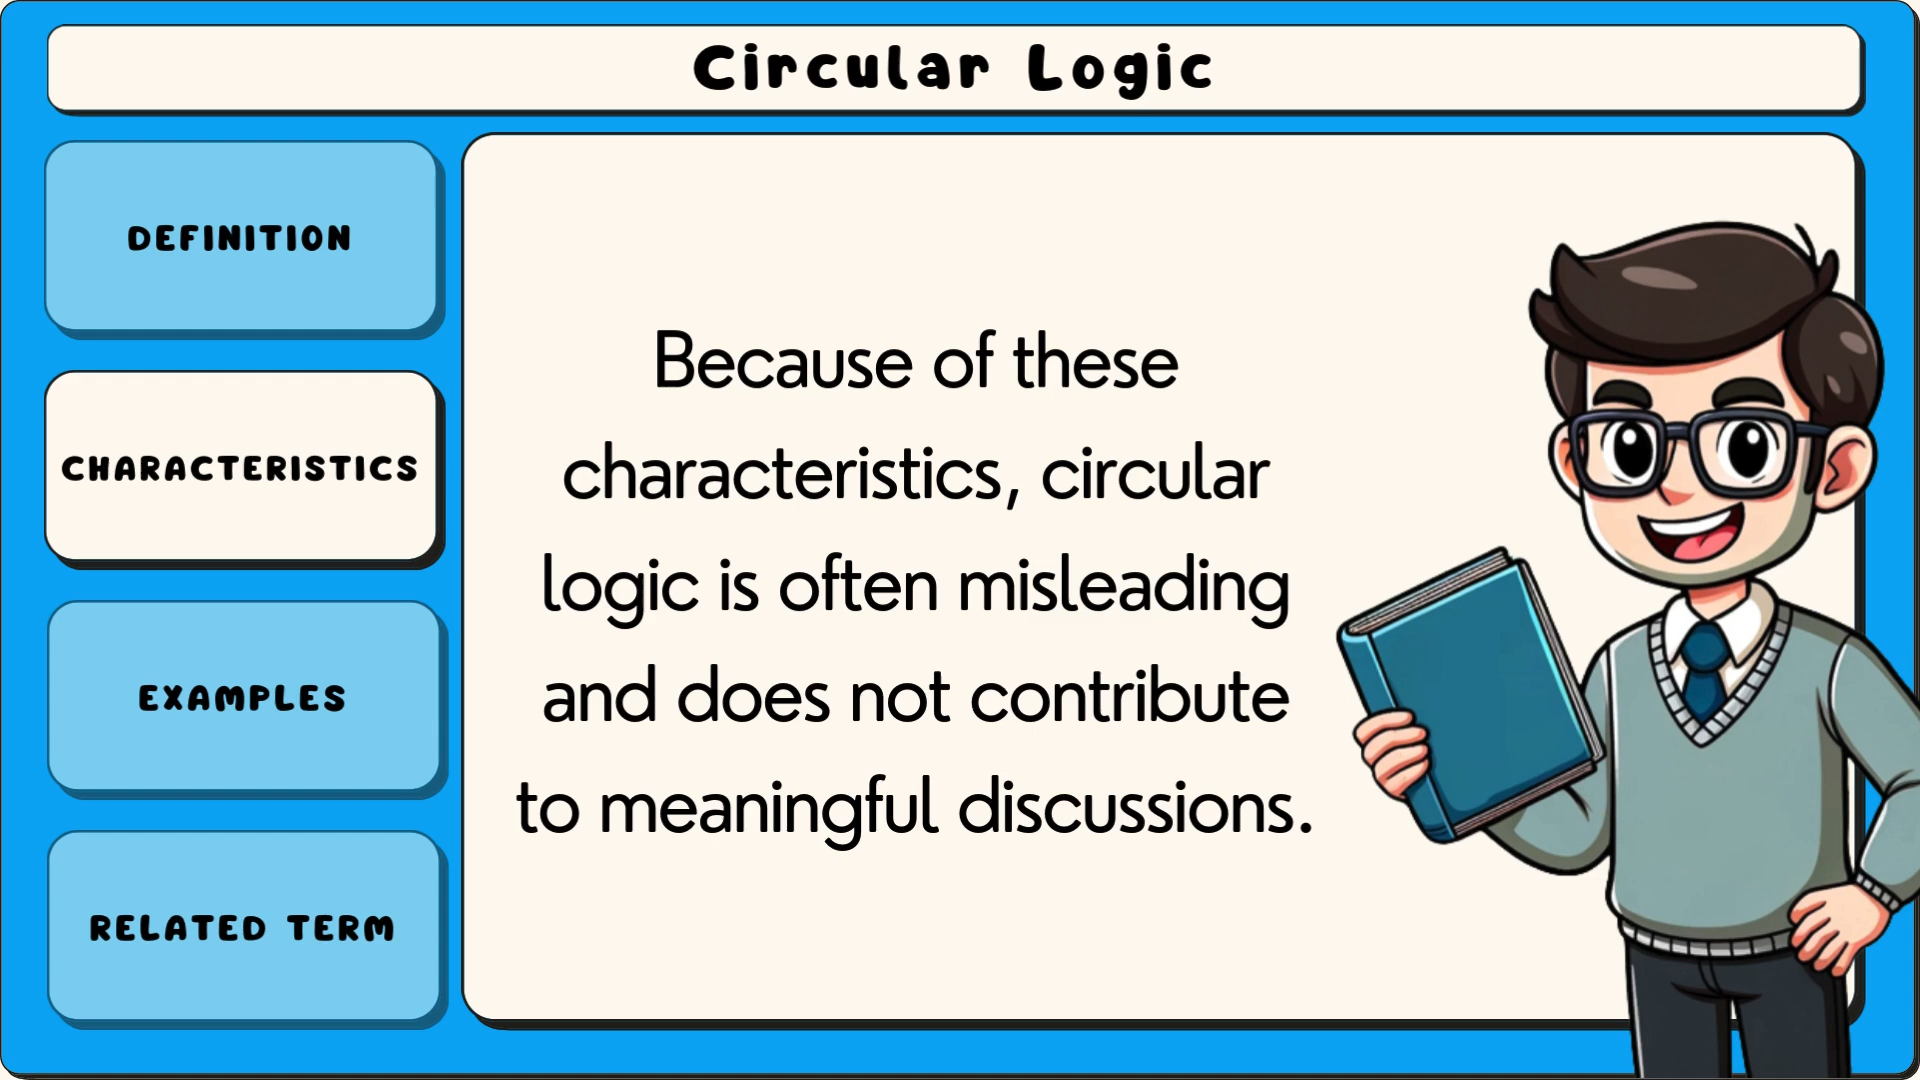 Circular Logic
DEFINITION
CHARACTERISTICS
EXAMPLES
RELATED TERM
Because of these
characteristics, circular
logic is often misleading
and does not contribute
to meaningful discussions.